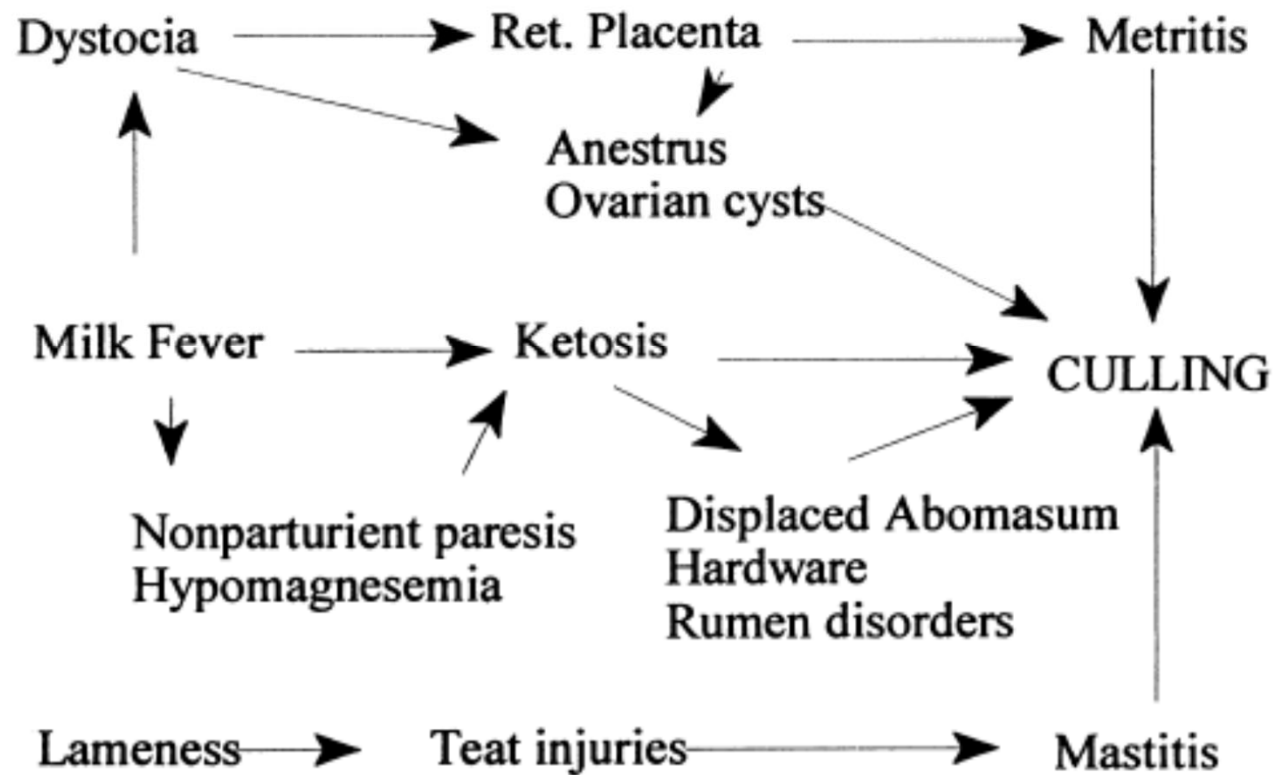 Dystocia
Ret. Placenta
Metritis
Anestrus
Ovarian cysts
Milk Fever
Ketosis
CULLING
Nonparturient paresis
Hypomagnesemia
Displaced Abomasum
Hardware
Rumen disorders
Lameness
Teat injuries
Mastitis